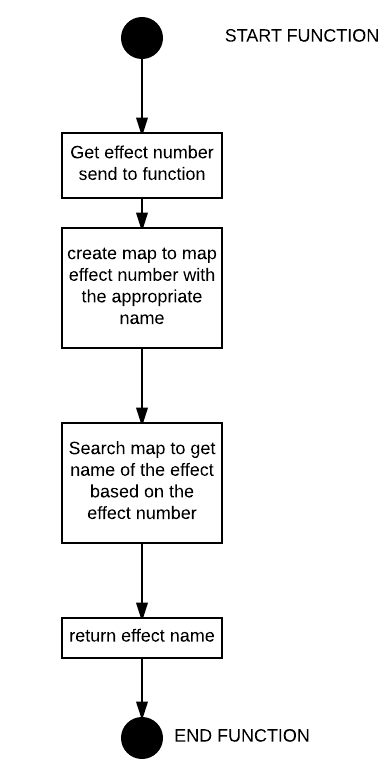 START FUNCTION
Get effect number
send to function
create map to map
effect number with
the appropriate
name
Search map to get
name of the effect
based on the
effect number
return effect name
END FUNCTION